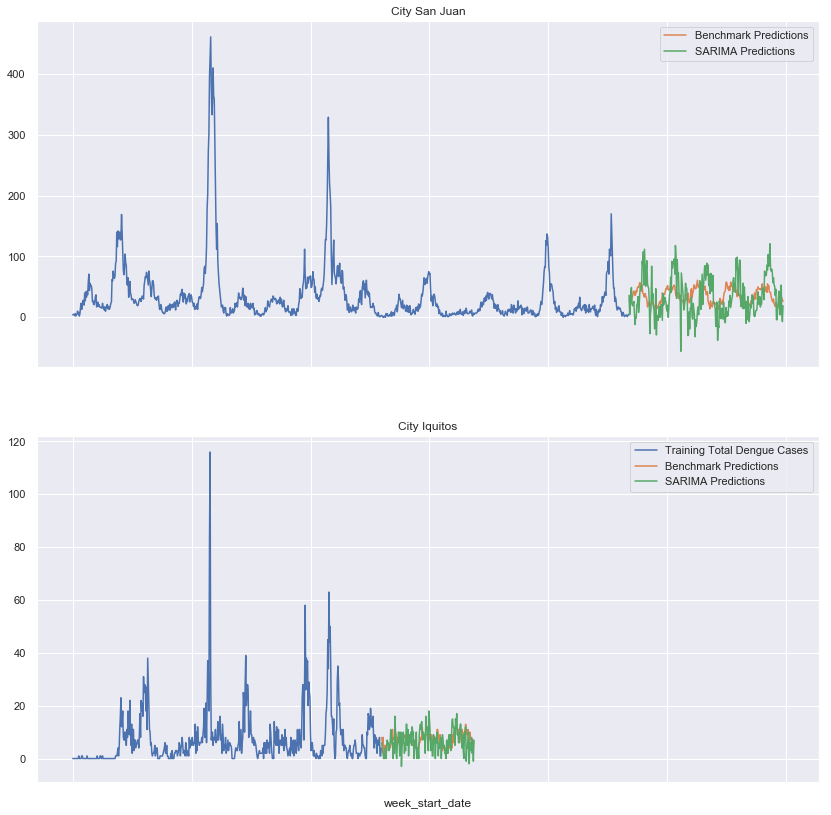 City San Juan
Benchmark Predictions
SARIMA Predictions
400
300
200
100
0
City Iquitos
Training Total Dengue Cases
Benchmark Predictions
SARIMA Predictions
120
100
80
60
40
20
0
week_start_date